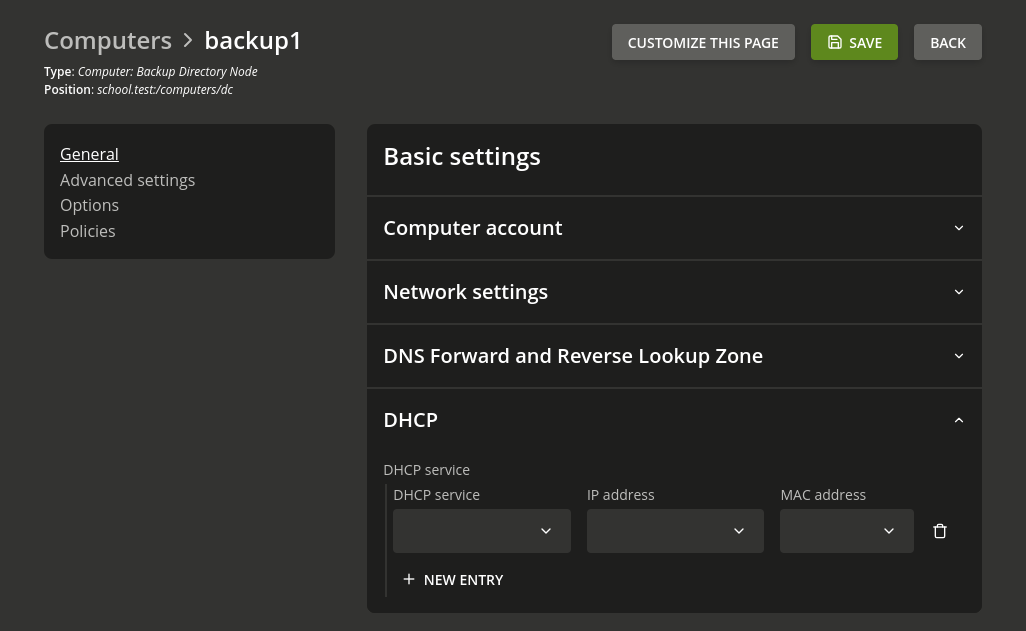 Computers > backup1
Type: Computer: Backup Directory Node
Position: school.test:/computers/dc
CUSTOMIZE THIS PAGE
SAVE
BACK
General
Advanced settings
Options
Policies
Basic settings
Computer account
Network settings
DNS Forward and Reverse Lookup Zone
DHCP
DHCP service
DHCP service IP address MAC address
+ NEW ENTRY